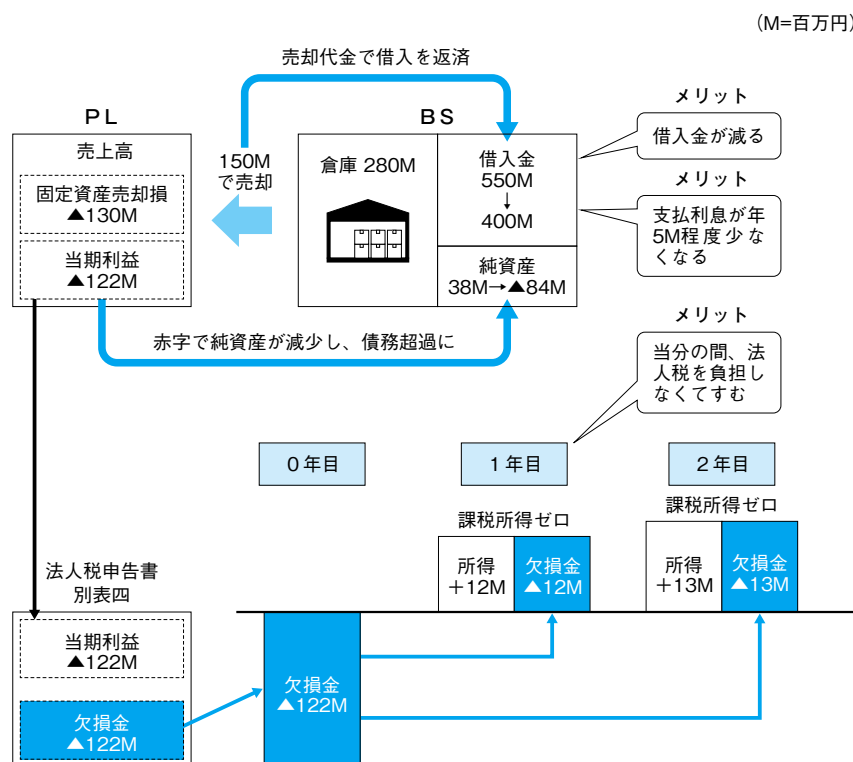 (M=百万円)
売却代金で借入を返済
PL
売上高
固定資産売却損
▲130M
当期利益
▲122M
150M
で売却
BS
倉庫 280M
借入金
550M
↓
400M
純資産
38M→▲84M
メリット
借入金が減る
メリット
支払利息が年
5M程度少な
くなる
赤字で純資産が減少し、債務超過に
メリット
当分の間、法
人税を負担し
なくてすむ
0年目
1年目
2年目
課税所得ゼロ
所得
+12M
欠損金
▲12M
課税所得ゼロ
所得
+13M
欠損金
▲13M
法人税申告書
別表四
当期利益
▲122M
欠損金
▲122M
欠損金
▲122M